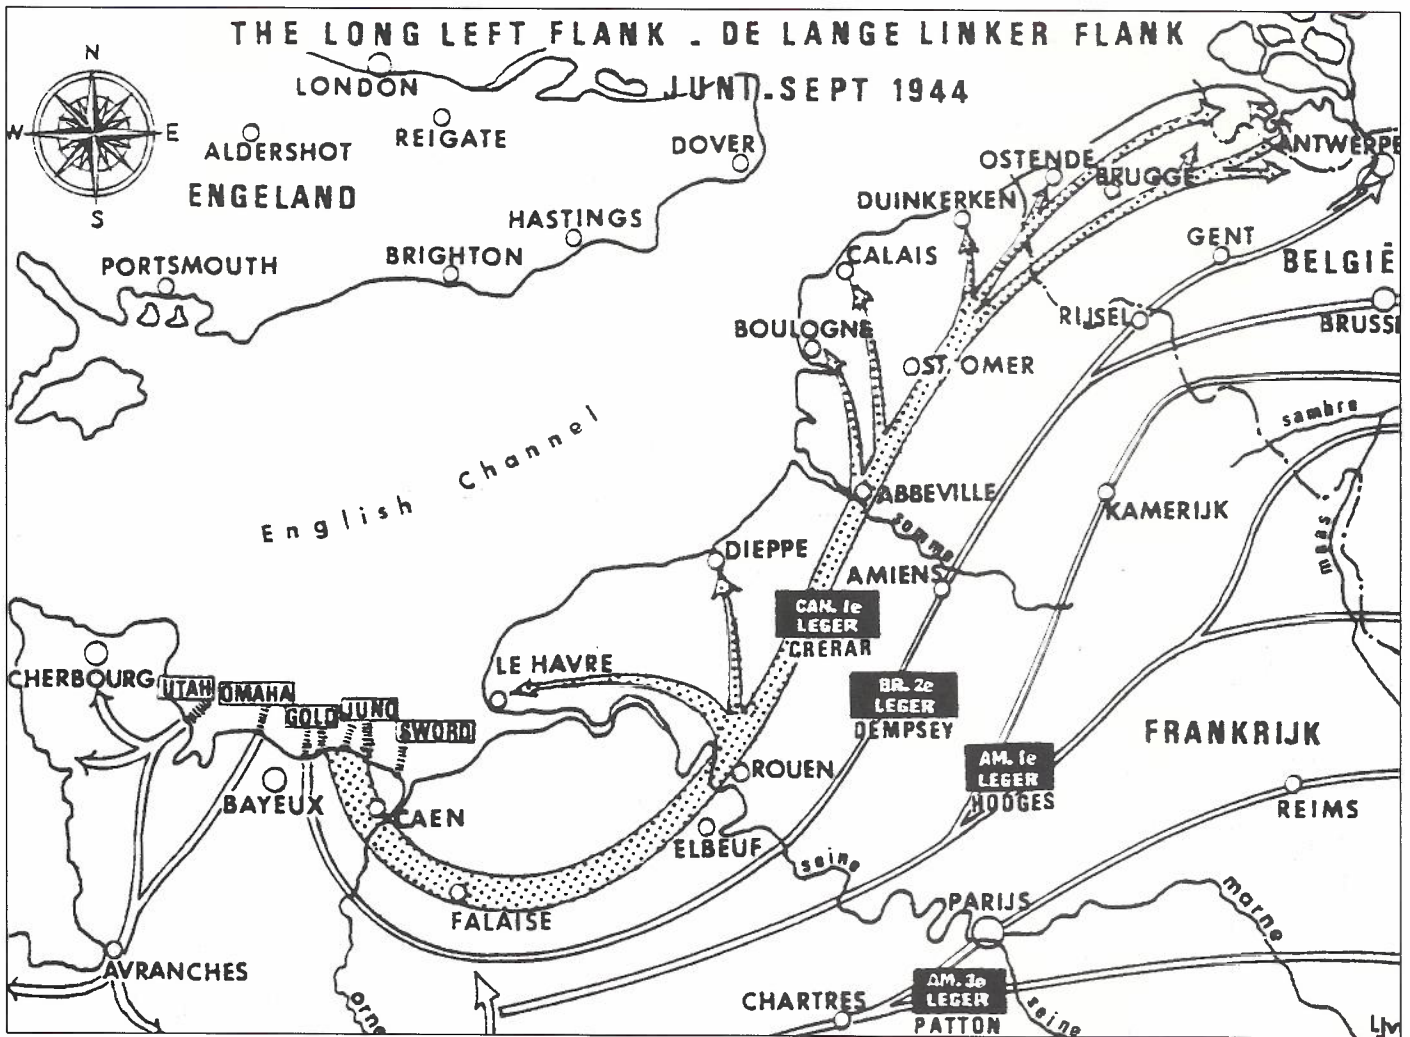 THE LONG LEFT FLANK - DE LANGE LINKER FLANK
JUNI-SEPT 1944
N
W
E
S
LONDON
ALDERSHOT
REIGATE
DOVER
ENGELAND
HASTINGS
PORTSMOUTH
BRIGHTON
OSTENDE
BRUGGE
ANTWERPE
DUINKERKEN
CALAIS
GENT
BELGIË
RIJSEL
BRUSS
BOULOGNE
ST. OMER
sambre
English Channel
ABBEVILLE
KAMERIJK
somme
maas
DIEPPE
AMIENS
CAN. 1e
LEGER
CRERAR
LE HAVRE
CHERBOURG
UTAH
OMAHA
GOLD
JUNO
SWORD
BR. 2e
LEGER
DEMPSEY
FRANKRIJK
AM. 1e
LEGER
HODGES
ROUEN
REIMS
BAYEUX
CAEN
ELBEUF
seine
FALAISE
PARIJS
marne
AVRANCHES
orne
CHARTRES
AM. 3e
LEGER
PATTON
seine